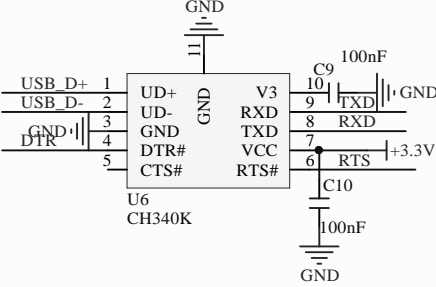 GND
11
100nF
C9
USB_D+ 1 UD+ GND V3 10 GND
USB_D- 2 UD- RXD 9 TXD
GND 3 GND TXD 8 RXD
DTR 4 DTR# VCC 7 +3.3V
5 CTS# RTS# 6 RTS
U6 C10
CH340K
100nF
GND